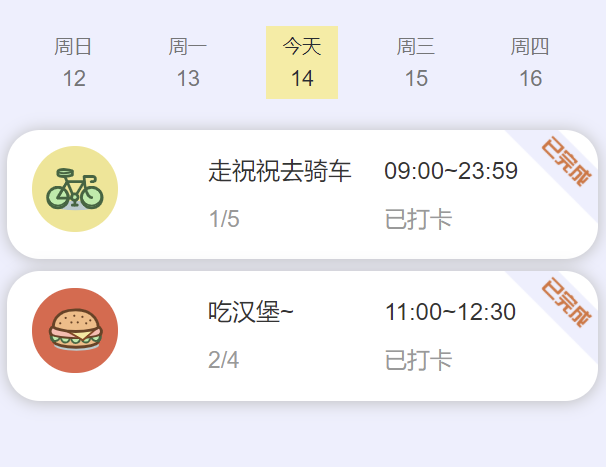 周日 周一 今天 周三 周四
12 13 14 15 16
走祝祝去骑车 09:00~23:59 已完成
1/5 已打卡
吃汉堡~ 11:00~12:30 已完成
2/4 已打卡